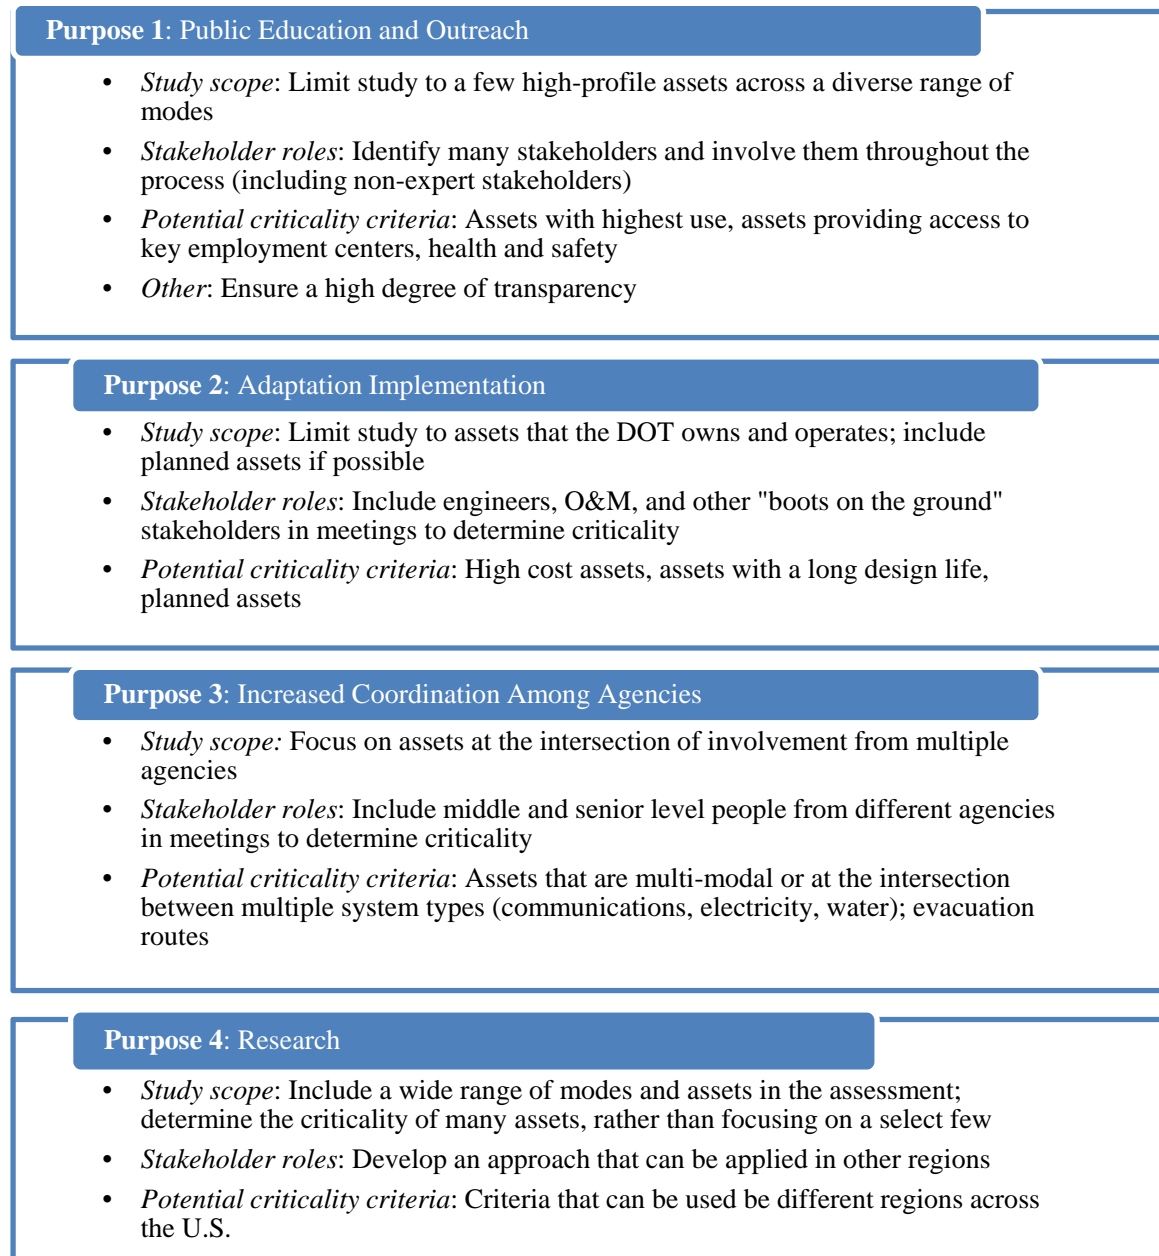 Purpose 1: Public Education and Outreach
• Study scope: Limit study to a few high-profile assets across a diverse range of
modes
• Stakeholder roles: Identify many stakeholders and involve them throughout the
process (including non-expert stakeholders)
• Potential criticality criteria: Assets with highest use, assets providing access to
key employment centers, health and safety
• Other: Ensure a high degree of transparency
Purpose 2: Adaptation Implementation
• Study scope: Limit study to assets that the DOT owns and operates; include
planned assets if possible
• Stakeholder roles: Include engineers, O&M, and other "boots on the ground"
stakeholders in meetings to determine criticality
• Potential criticality criteria: High cost assets, assets with a long design life,
planned assets
Purpose 3: Increased Coordination Among Agencies
• Study scope: Focus on assets at the intersection of involvement from multiple
agencies
• Stakeholder roles: Include middle and senior level people from different agencies
in meetings to determine criticality
• Potential criticality criteria: Assets that are multi-modal or at the intersection
between multiple system types (communications, electricity, water); evacuation
routes
Purpose 4: Research
• Study scope: Include a wide range of modes and assets in the assessment;
determine the criticality of many assets, rather than focusing on a select few
• Stakeholder roles: Develop an approach that can be applied in other regions
• Potential criticality criteria: Criteria that can be used be different regions across
the U.S.